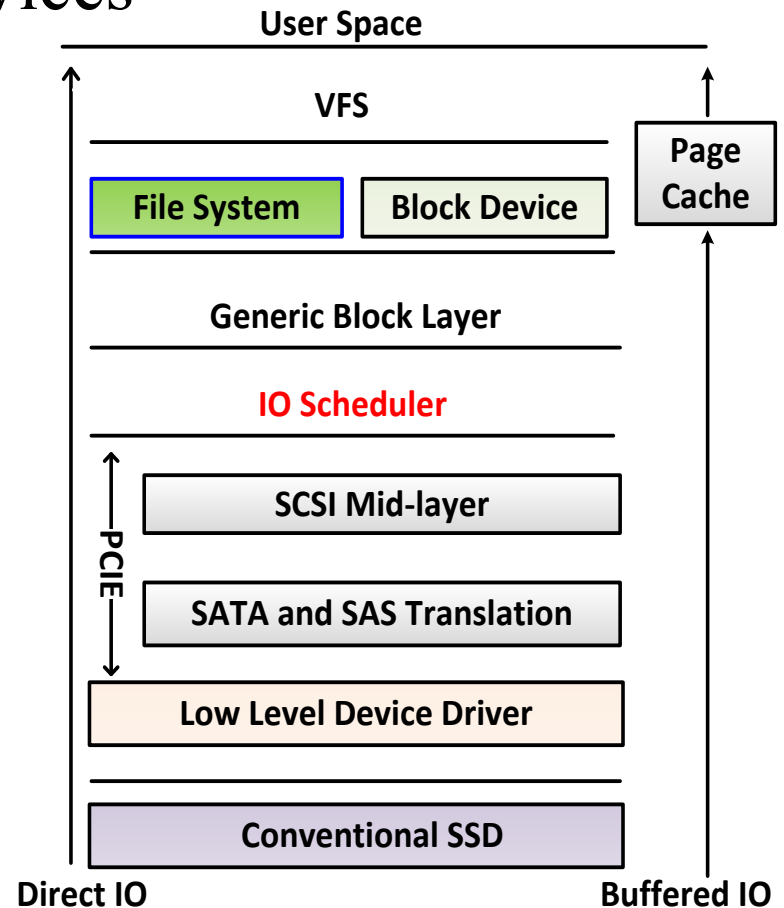 User Space
VFS
Page
Cache
File System
Block Device
Generic Block Layer
IO Scheduler
SCSI Mid-layer
PCIE
SATA and SAS Translation
Low Level Device Driver
Conventional SSD
Direct IO
Buffered IO